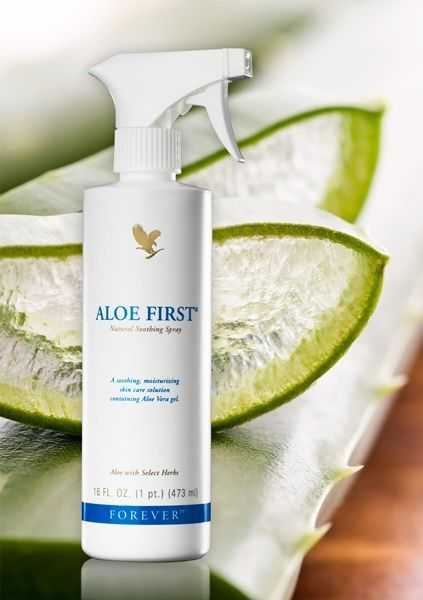 ALOE FIRST®
Natural Soothing Spray
A soothing, moisturizing
skin care solution
containing Aloe Vera gel.
Aloe with Select Herbs
16 FL. OZ. (1 pt.) (473 ml)
FOREVER™